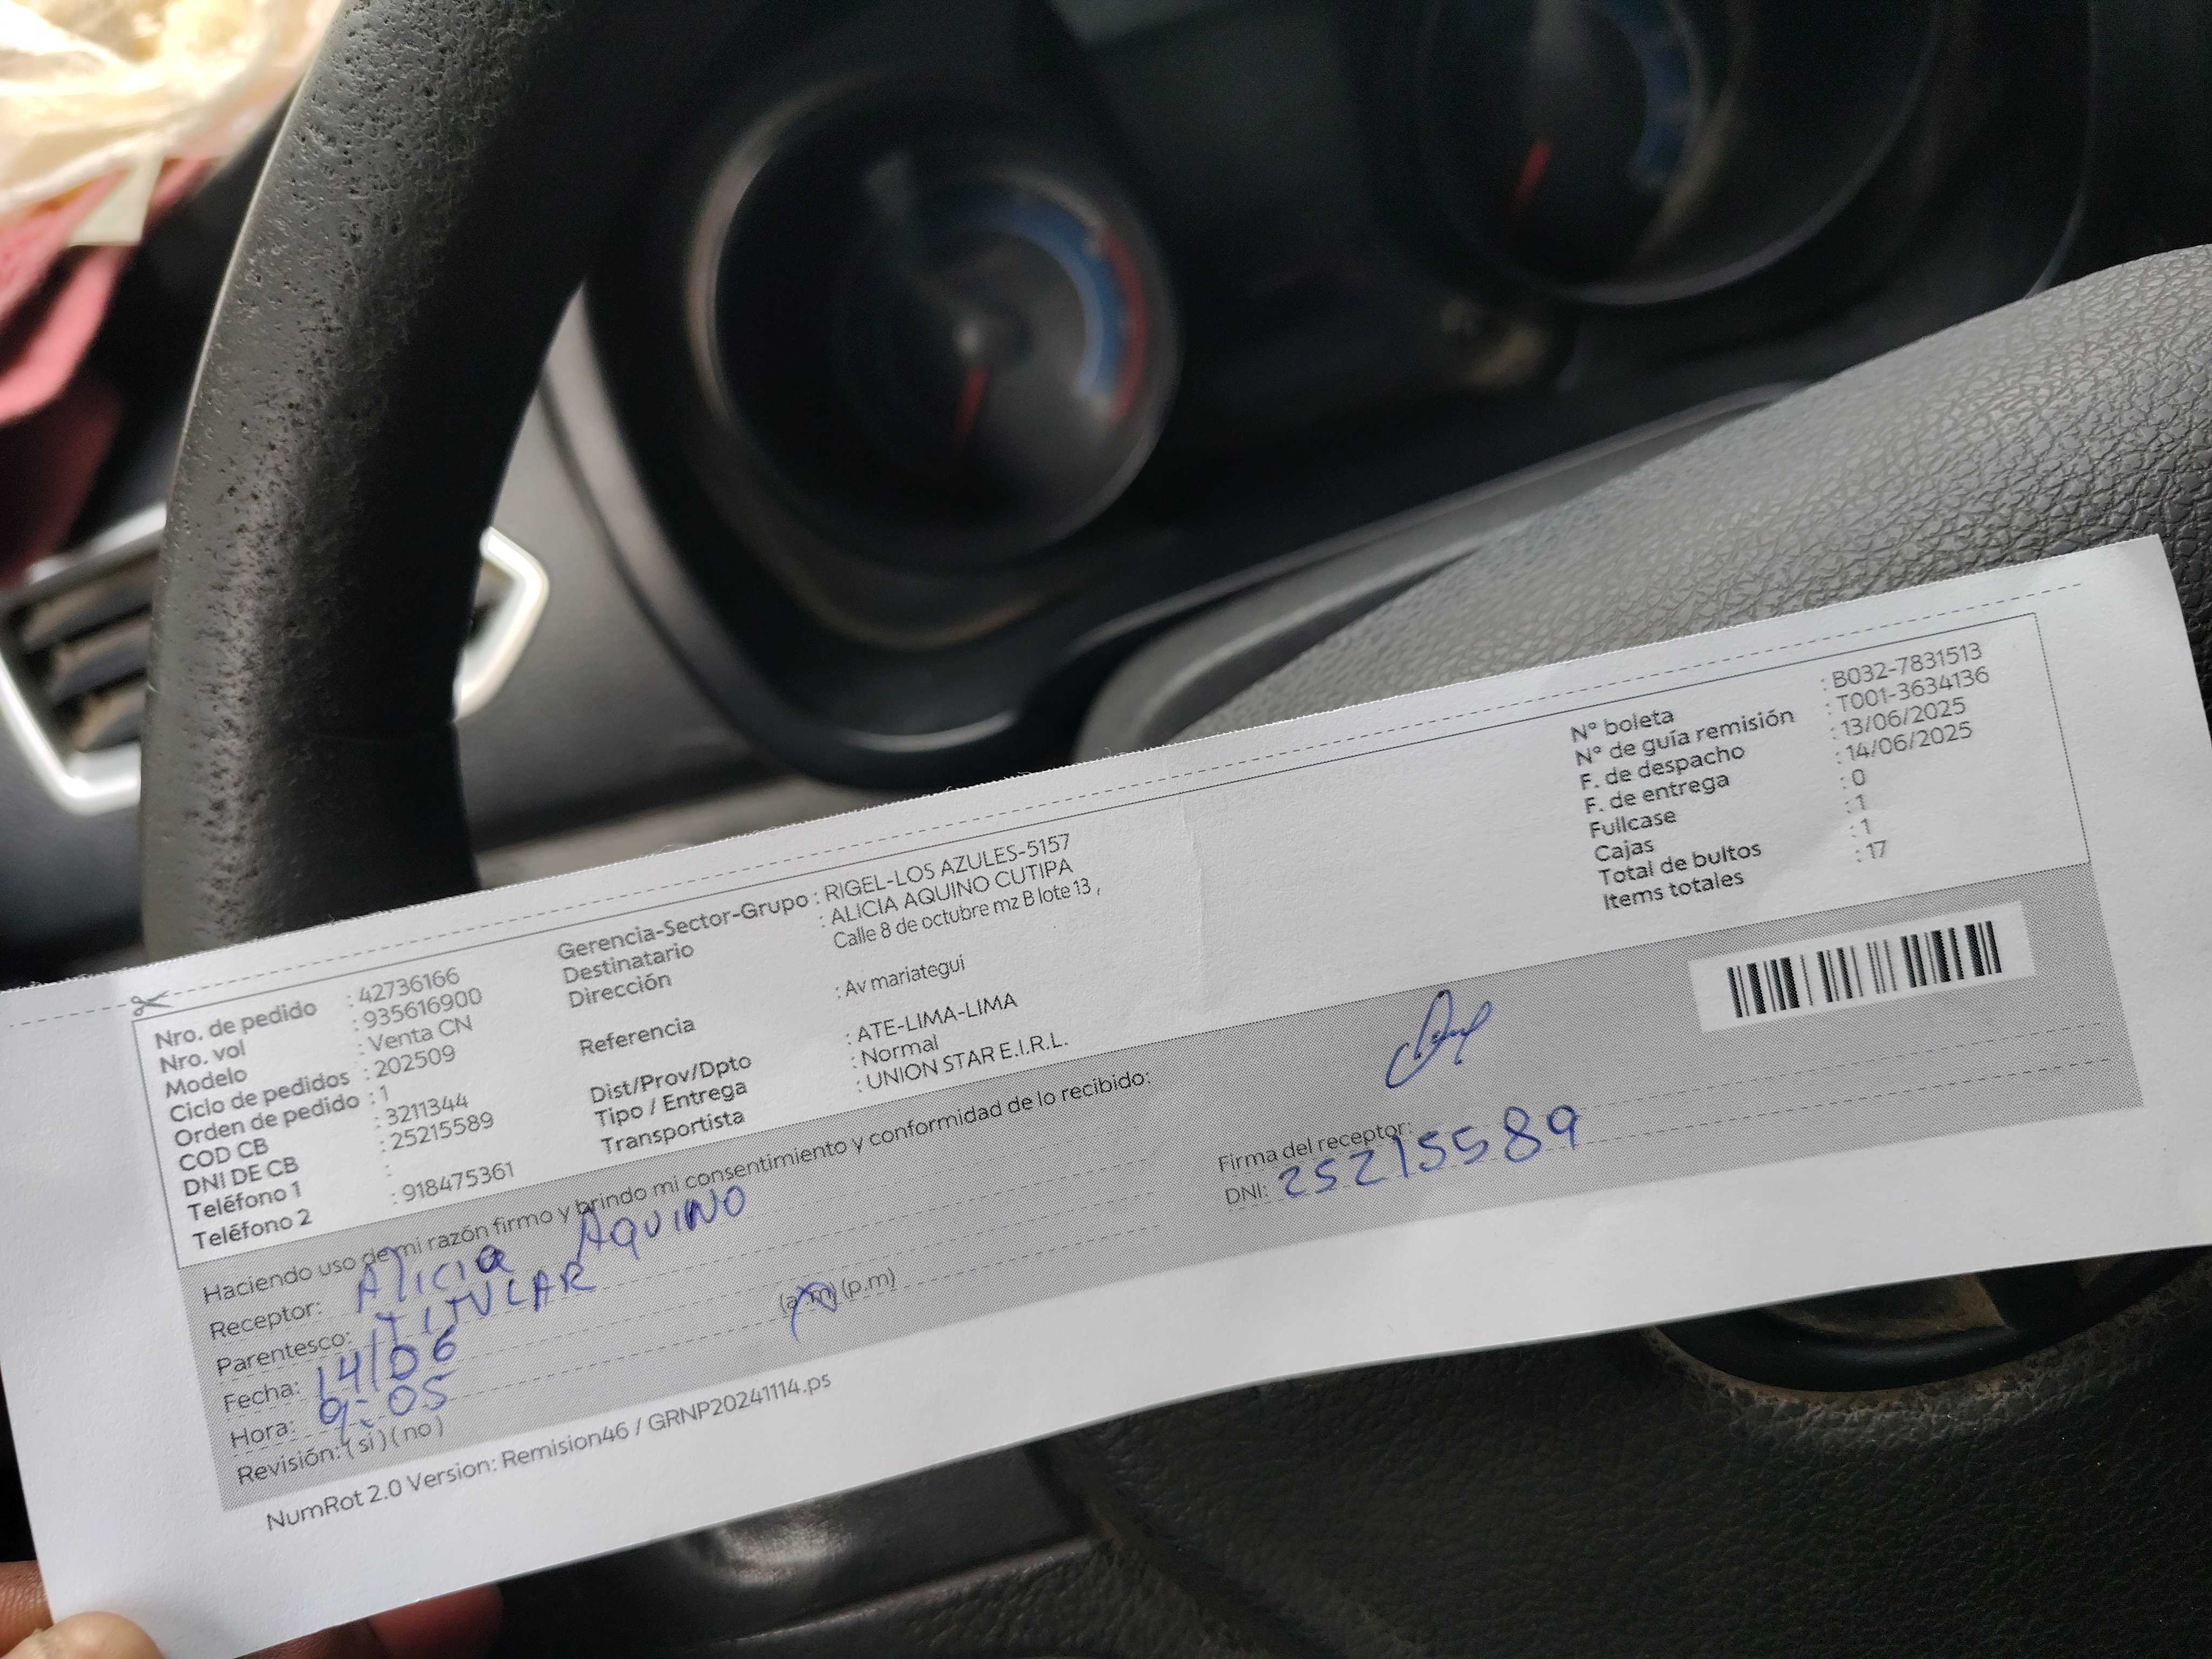 Nro. de pedido : 42736166
Nro. vol : 935616900
Modelo : Venta CN
Ciclo de pedidos : 202509
Orden de pedido : 1
COD CB : 3211344
DNI DE CB : 25215589
Teléfono 1 :
Teléfono 2 : 918475361
Gerencia-Sector-Grupo : RIGEL-LOS AZULES-5157
Destinatario : ALICIA AQUINO CUTIPA
Dirección Calle 8 de octubre mz B lote 13 ,
Referencia : Av mariategui
Dist/Prov/Dpto : ATE-LIMA-LIMA
Tipo / Entrega : Normal
Transportista : UNION STAR E.I.R.L.
N° boleta : B032-7831513
N° de guía remisión : T001-3634136
F. de despacho : 13/06/2025
F. de entrega : 14/06/2025
Fullcase : 0
Cajas : 1
Total de bultos : 1
Items totales : 17
Haciendo uso de mi razón firmo y brindo mi consentimiento y conformidad de lo recibido:
Receptor: Alicia AQUINO
Parentesco: TITULAR
Fecha: 14/06
Hora: 9:05 (a.m) (p.m)
Revisión: (si) (no)
Firma del receptor:
DNI: 25215589
NumRot 2.0 Version: Remision46 / GRNP20241114.ps